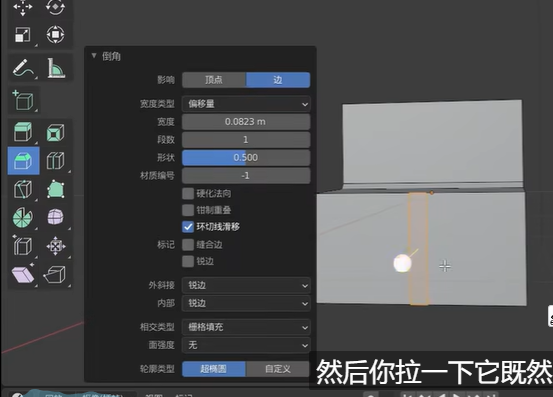 倒角
影响 顶点 边
宽度类型 偏移量
宽度 0.0823 m
段数 1
形状 0.500
材质编号 -1
硬化法向
钳制重叠
环切线滑移
标记 缝合边
锐边
外斜接 锐边
内部 锐边
相交类型 栅格填充
面强度 无
轮廓类型 超椭圆 自定义
然后你拉一下它既然